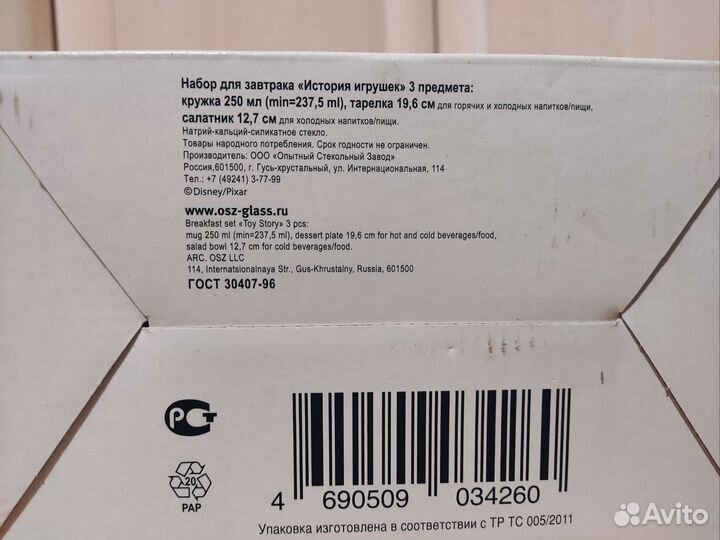 Набор для завтрака «История игрушек» 3 предмета:
кружка 250 мл (min=237,5 ml), тарелка 19,6 см для горячих и холодных напитков/пищи,
салатник 12,7 см для холодных напитков/пищи.
Натрий-кальций-силикатное стекло.
Товары народного потребления. Срок годности не ограничен.
Производитель: ООО «Опытный Стекольный Завод»
Россия,601500, г. Гусь-хрустальный, ул. Интернациональная, 114
Тел.: +7 (49241) 3-77-99
©Disney/Pixar
www.osz-glass.ru
Breakfast set «Toy Story» 3 pcs:
mug 250 ml (min=237,5 ml), dessert plate 19,6 cm for hot and cold beverages/food,
salad bowl 12,7 cm for cold beverages/food.
ARC. OSZ LLC
114, Internatsionalnaya Str., Gus-Khrustalny, Russia, 601500
ГОСТ 30407-96
РСТ
20
PAP
4 690509 034260
Упаковка изготовлена в соответствии с ТР ТС 005/2011
Avito